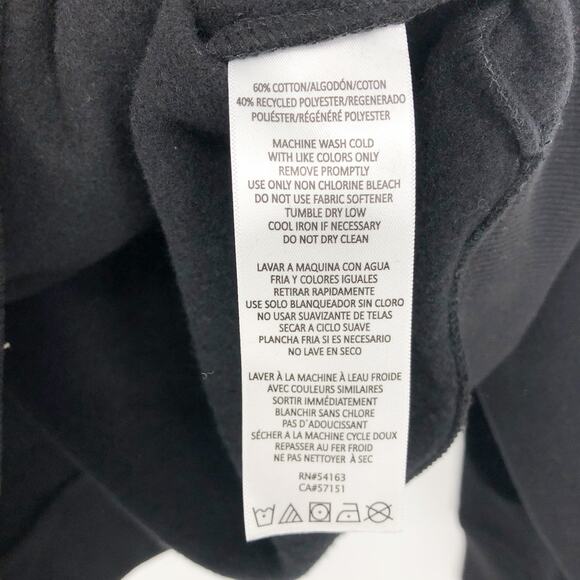 60% COTTON/ALGODÓN/COTON
40% RECYCLED POLYESTER/REGENERADO
POLIÉSTER/RÉGÉNÉRÉ POLYESTER
MACHINE WASH COLD
WITH LIKE COLORS ONLY
REMOVE PROMPTLY
USE ONLY NON CHLORINE BLEACH
DO NOT USE FABRIC SOFTENER
TUMBLE DRY LOW
COOL IRON IF NECESSARY
DO NOT DRY CLEAN
LAVAR A MAQUINA CON AGUA
FRIA Y COLORES IGUALES
RETIRAR RAPIDAMENTE
USE SOLO BLANQUEADOR SIN CLORO
NO USAR SUAVIZANTE DE TELAS
SECAR A CICLO SUAVE
PLANCHA FRIA SI ES NECESARIO
NO LAVE EN SECO
LAVER À LA MACHINE À LEAU FROIDE
AVEC COULEURS SIMILAIRES
SORTIR IMMÉDIATEMENT
BLANCHIR SANS CHLORE
PAS D'ADOUCISSANT
SÉCHER A LA MACHINE CYCLE DOUX
REPASSER AU FER FROID
NE PAS NETTOYER À SEC
RN#54163
CA#57151